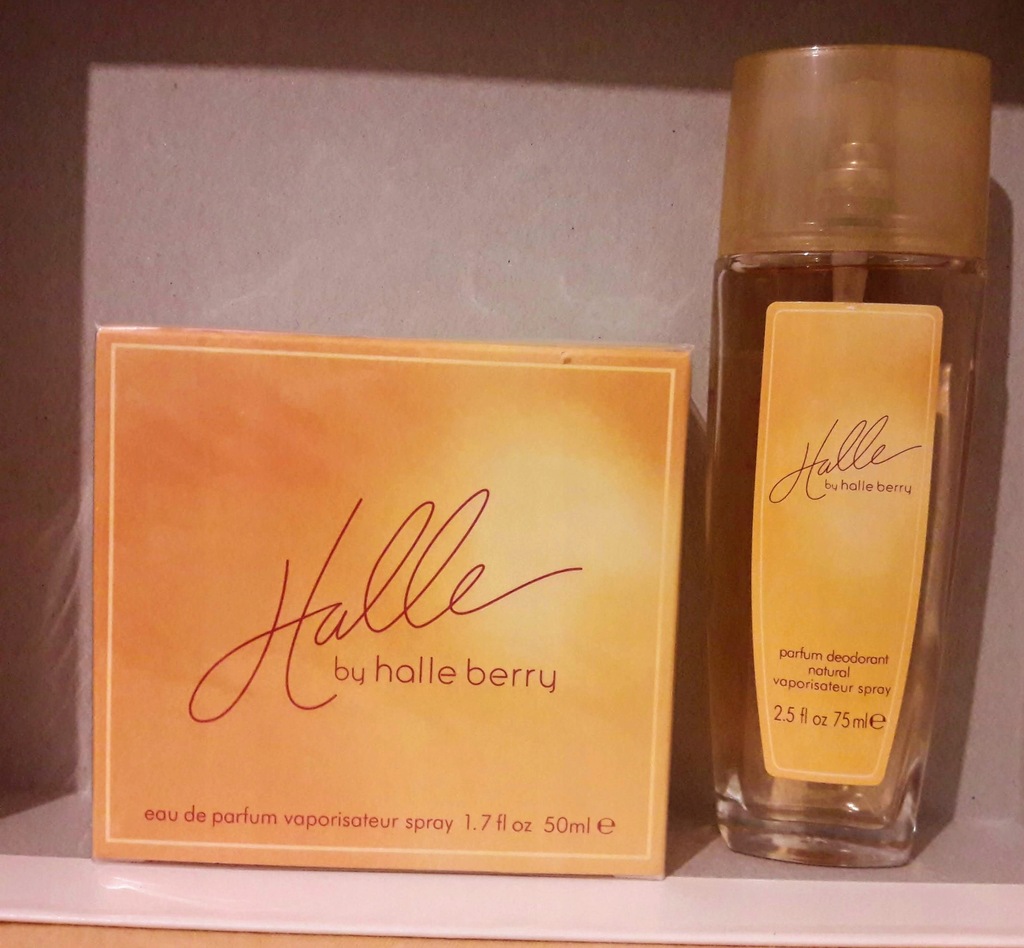 Halle
by halle berry
eau de parfum vaporisateur spray 1.7 fl oz 50ml ℮
Halle
by halle berry
parfum deodorant
natural
vaporisateur spray
2.5 fl oz 75ml℮